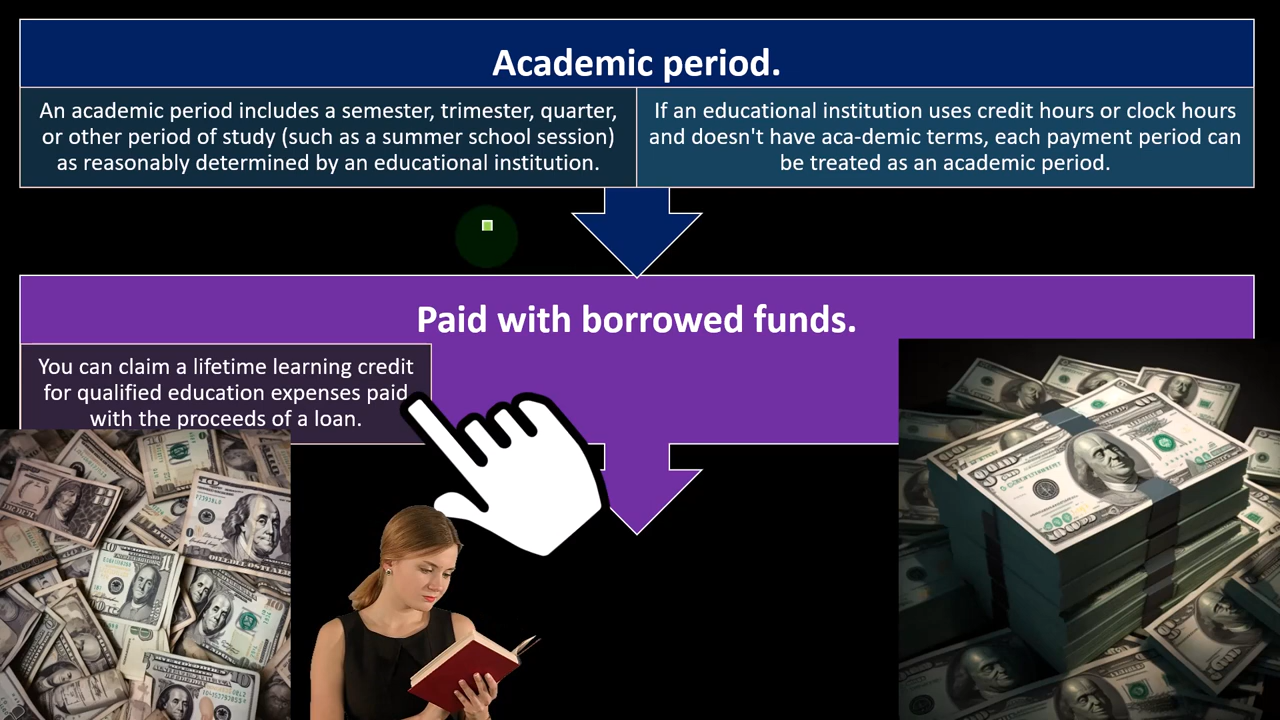 Academic period.
An academic period includes a semester, trimester, quarter,
or other period of study (such as a summer school session)
as reasonably determined by an educational institution.
If an educational institution uses credit hours or clock hours
and doesn't have aca-demic terms, each payment period can
be treated as an academic period.
Paid with borrowed funds.
You can claim a lifetime learning credit
for qualified education expenses paid
with the proceeds of a loan.